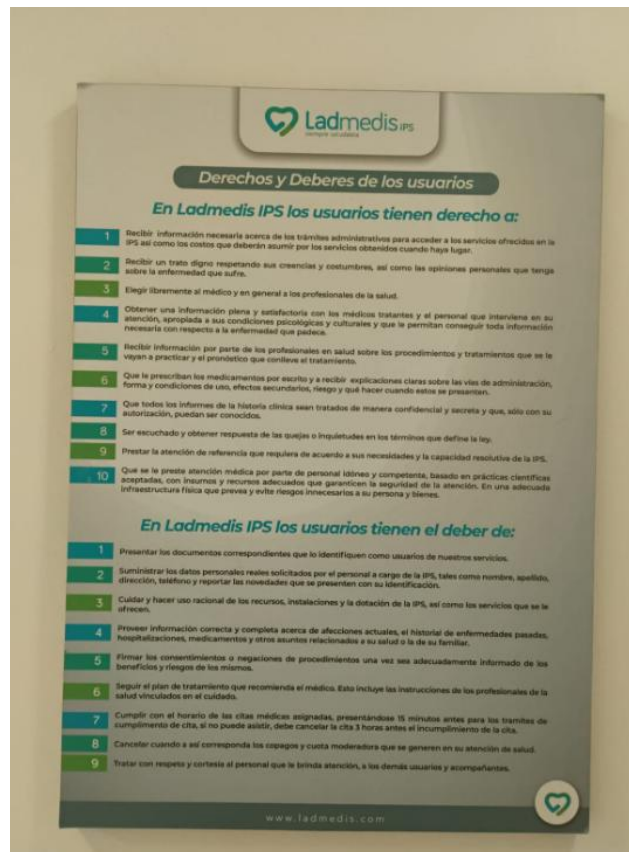 Ladmedis IPS
siempre saludable
Derechos y Deberes de los usuarios
En Ladmedis IPS los usuarios tienen derecho a:
1 Recibir información necesaria acerca de los trámites administrativos para acceder a los servicios ofrecidos en la
IPS así como los costos que deberán asumir por los servicios obtenidos cuando haya lugar.
2 Recibir un trato digno respetando sus creencias y costumbres, así como las opiniones personales que tenga
sobre la enfermedad que sufre.
3 Elegir libremente al médico y en general a los profesionales de la salud.
4 Obtener una información plena y satisfactoria con los médicos tratantes y el personal que interviene en su
atención, apropiada a sus condiciones psicológicas y culturales y que le permitan conseguir toda información
necesaria con respecto a la enfermedad que padece.
5 Recibir información por parte de los profesionales en salud sobre los procedimientos y tratamientos que se le
vayan a practicar y el pronóstico que conlleve el tratamiento.
6 Que le prescriban los medicamentos por escrito y a recibir explicaciones claras sobre las vías de administración,
forma y condiciones de uso, efectos secundarios, riesgo y qué hacer cuando estos se presenten.
7 Que todos los informes de la historia clínica sean tratados de manera confidencial y secreta y que, sólo con su
autorización, puedan ser conocidos.
8 Ser escuchado y obtener respuesta de las quejas o inquietudes en los términos que define la ley.
9 Prestar la atención de referencia que requiera de acuerdo a sus necesidades y la capacidad resolutiva de la IPS.
10 Que se le preste atención médica por parte de personal idóneo y competente, basado en prácticas científicas
aceptadas, con insumos y recursos adecuados que garanticen la seguridad de la atención. En una adecuada
infraestructura física que prevea y evite riesgos innecesarios a su persona y bienes.
En Ladmedis IPS los usuarios tienen el deber de:
1 Presentar los documentos correspondientes que lo identifiquen como usuarios de nuestros servicios.
2 Suministrar los datos personales reales solicitados por el personal a cargo de la IPS, tales como nombre, apellido,
dirección, teléfono y reportar las novedades que se presenten con su identificación.
3 Cuidar y hacer uso racional de los recursos, instalaciones y la dotación de la IPS, así como los servicios que se le
ofrecen.
4 Proveer información correcta y completa acerca de afecciones actuales, el historial de enfermedades pasadas,
hospitalizaciones, medicamentos y otros asuntos relacionados a su salud o la de su familiar.
5 Firmar los consentimientos o negaciones de procedimientos una vez sea adecuadamente informado de los
beneficios y riesgos de los mismos.
6 Seguir el plan de tratamiento que recomienda el médico. Esto incluye las instrucciones de los profesionales de la
salud vinculados en el cuidado.
7 Cumplir con el horario de las citas médicas asignadas, presentándose 15 minutos antes para los tramites de
cumplimento de cita, si no puede asistir, debe cancelar la cita 3 horas antes el incumplimiento de la cita.
8 Cancelar cuando a así corresponda los copagos y cuota moderadora que se generen en su atención de salud.
9 Tratar con respeto y cortesía al personal que le brinda atención, a los demás usuarios y acompañantes.
www.ladmedis.com